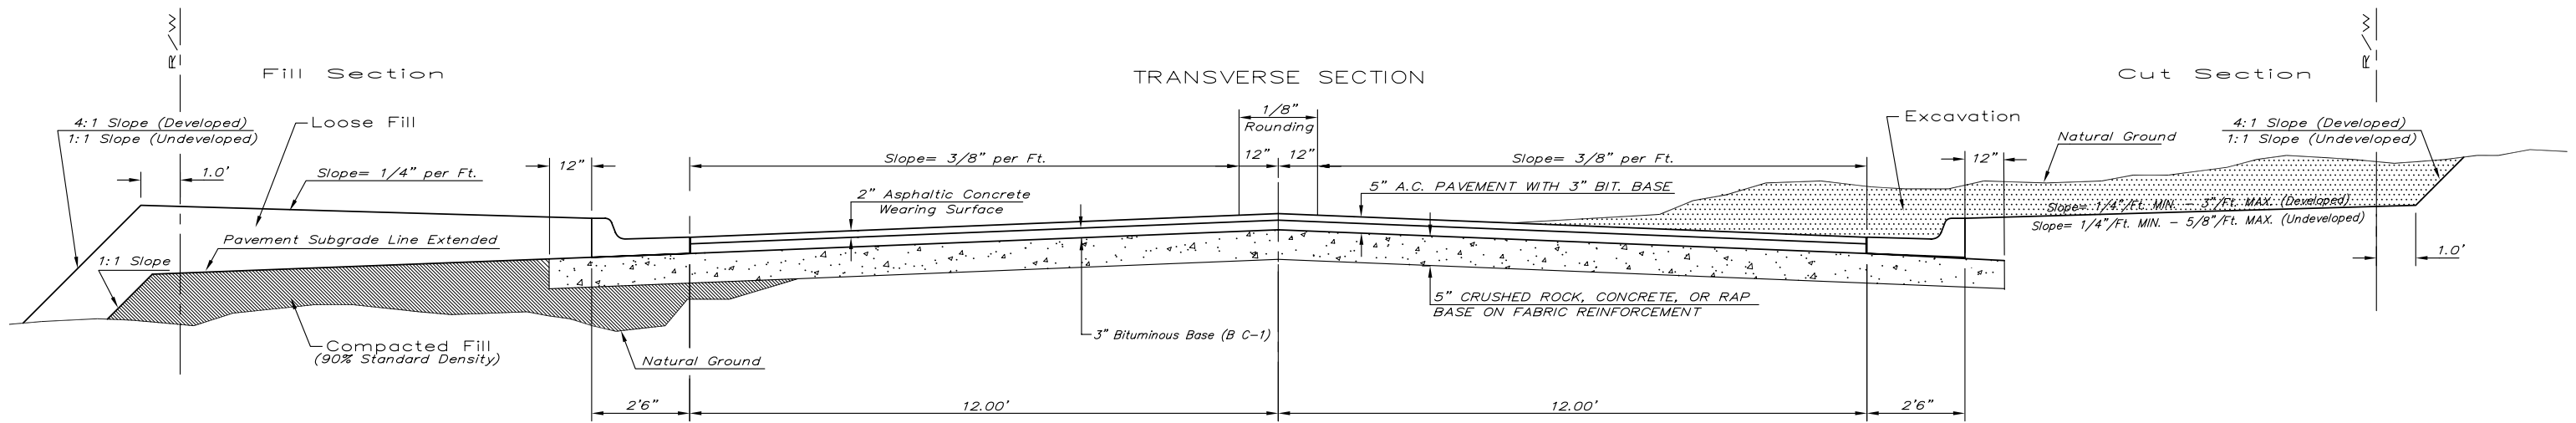 R/W
R/W
Fill Section
TRANSVERSE SECTION
Cut Section
4:1 Slope (Developed)
1:1 Slope (Undeveloped)
Loose Fill
1/8"
Rounding
Excavation
Natural Ground
4:1 Slope (Developed)
1:1 Slope (Undeveloped)
1.0'
Slope= 1/4" per Ft.
12"
Slope= 3/8" per Ft.
12"
12"
Slope= 3/8" per Ft.
12"
2" Asphaltic Concrete
Wearing Surface
5" A.C. PAVEMENT WITH 3" BIT. BASE
Slope= 1/4"/Ft. MIN. - 3"/Ft. MAX. (Developed)
Slope= 1/4"/Ft. MIN. - 5/8"/Ft. MAX. (Undeveloped)
Pavement Subgrade Line Extended
1:1 Slope
1.0'
5" CRUSHED ROCK, CONCRETE, OR RAP
BASE ON FABRIC REINFORCEMENT
3" Bituminous Base (B C-1)
Compacted Fill
(90% Standard Density)
Natural Ground
2'6"
12.00'
12.00'
2'6"